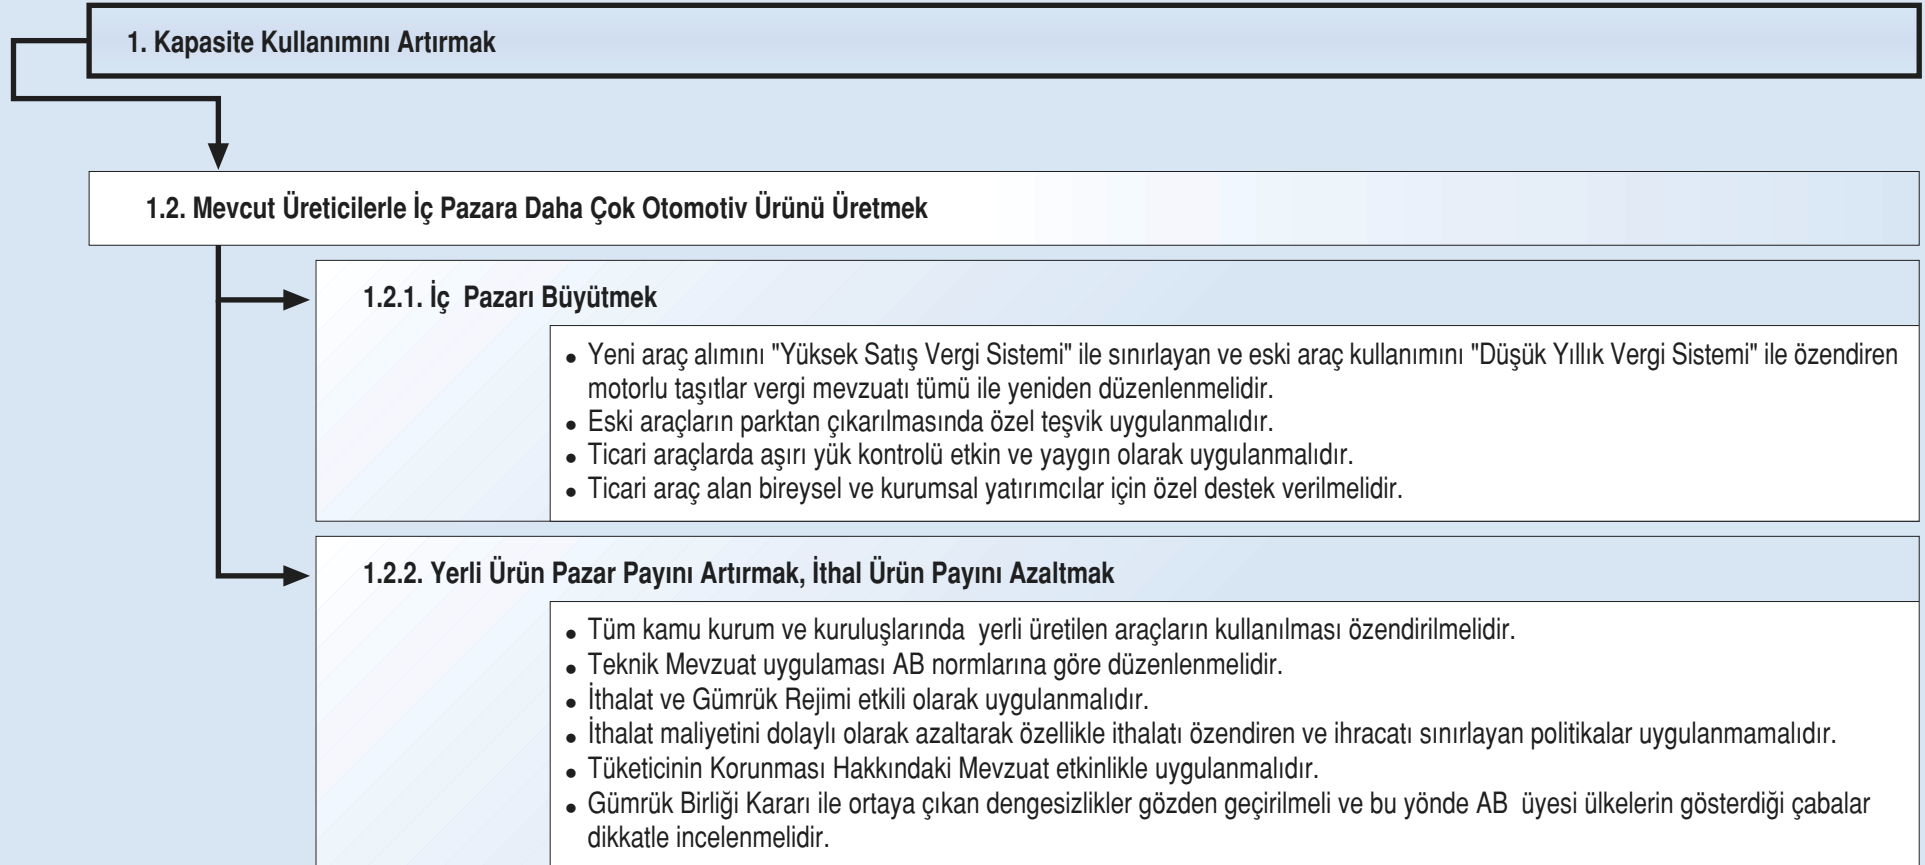 1. Kapasite Kullanımını Artırmak
1.2. Mevcut Üreticilerle İç Pazara Daha Çok Otomotiv Ürünü Üretmek
1.2.1. İç Pazarı Büyütmek
• Yeni araç alımını "Yüksek Satış Vergi Sistemi" ile sınırlayan ve eski araç kullanımını "Düşük Yıllık Vergi Sistemi" ile özendiren
motorlu taşıtlar vergi mevzuatı tümü ile yeniden düzenlenmelidir.
• Eski araçların parktan çıkarılmasında özel teşvik uygulanmalıdır.
• Ticari araçlarda aşırı yük kontrolü etkin ve yaygın olarak uygulanmalıdır.
• Ticari araç alan bireysel ve kurumsal yatırımcılar için özel destek verilmelidir.
1.2.2. Yerli Ürün Pazar Payını Artırmak, İthal Ürün Payını Azaltmak
• Tüm kamu kurum ve kuruluşlarında yerli üretilen araçların kullanılması özendirilmelidir.
• Teknik Mevzuat uygulaması AB normlarına göre düzenlenmelidir.
• İthalat ve Gümrük Rejimi etkili olarak uygulanmalıdır.
• İthalat maliyetini dolaylı olarak azaltarak özellikle ithalatı özendiren ve ihracatı sınırlayan politikalar uygulanmamalıdır.
• Tüketicinin Korunması Hakkındaki Mevzuat etkinlikle uygulanmalıdır.
• Gümrük Birliği Kararı ile ortaya çıkan dengesizlikler gözden geçirilmeli ve bu yönde AB üyesi ülkelerin gösterdiği çabalar
dikkatle incelenmelidir.